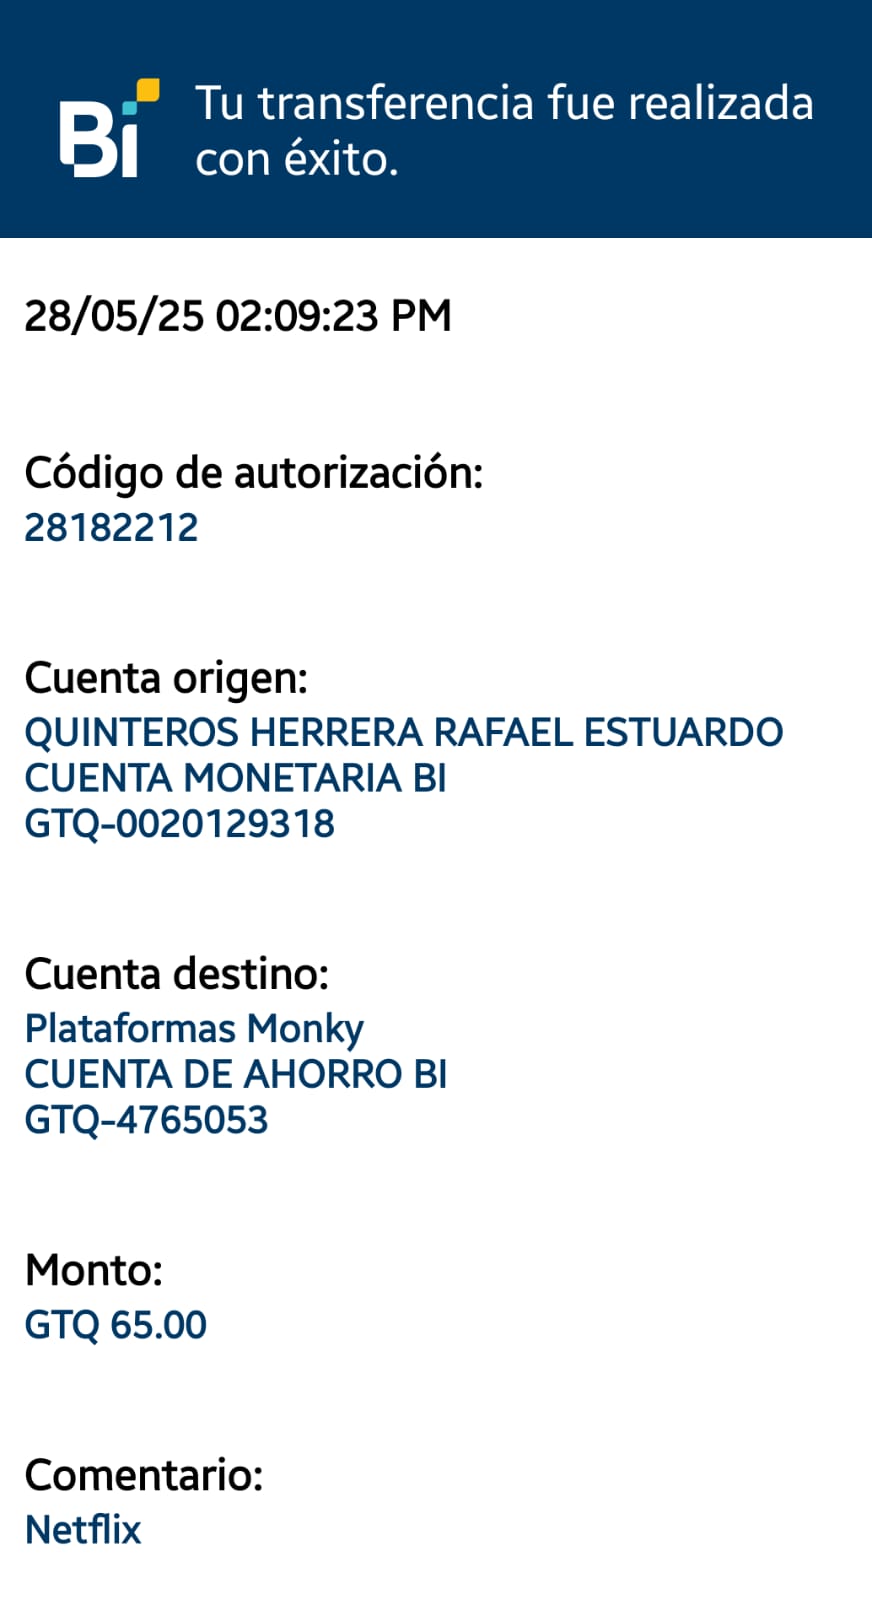 Bi
Tu transferencia fue realizada
con éxito.
28/05/25 02:09:23 PM
Código de autorización:
28182212
Cuenta origen:
QUINTEROS HERRERA RAFAEL ESTUARDO
CUENTA MONETARIA BI
GTQ-0020129318
Cuenta destino:
Plataformas Monky
CUENTA DE AHORRO BI
GTQ-4765053
Monto:
GTQ 65.00
Comentario:
Netflix